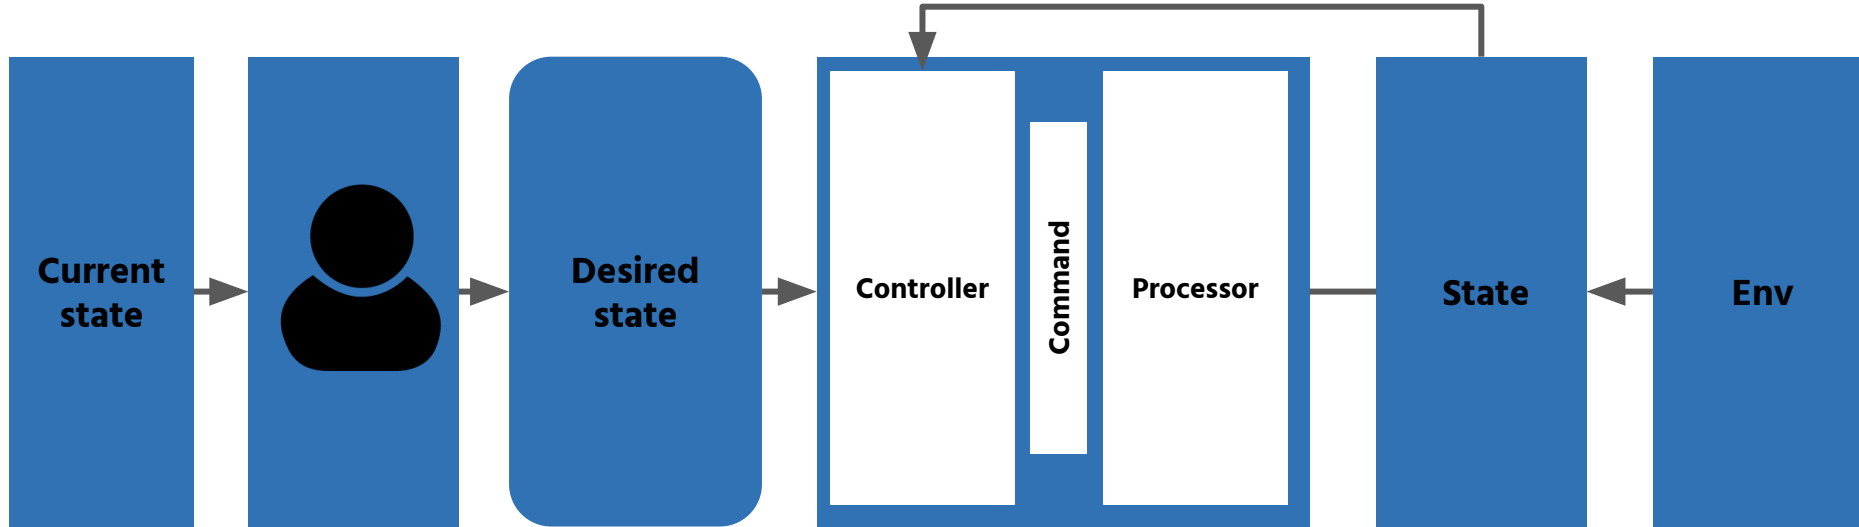 Current
state
Desired
state
Controller
Command
Processor
State
Env